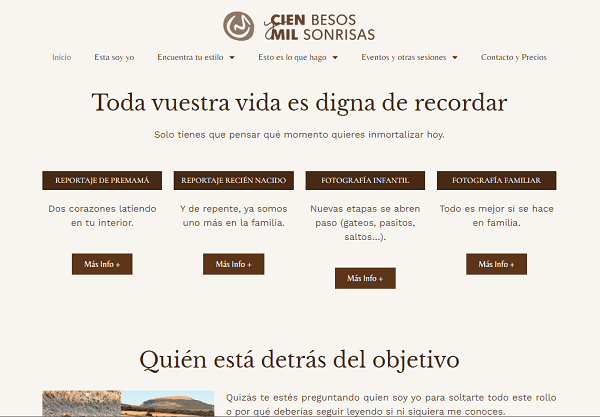 CIEN BESOS
MIL SONRISAS
Inicio
Esta soy yo
Encuentra tu estilo
Esto es lo que hago
Eventos y otras sesiones
Contacto y Precios
Toda vuestra vida es digna de recordar
Solo tienes que pensar qué momento quieres inmortalizar hoy.
REPORTAJE DE PREMAMÁ
Dos corazones latiendo
en tu interior.
Más Info +
REPORTAJE RECIÉN NACIDO
Y de repente, ya somos
uno más en la familia.
Más Info +
FOTOGRAFÍA INFANTIL
Nuevas etapas se abren
paso (gateos, pasitos,
saltos...).
Más Info +
FOTOGRAFÍA FAMILIAR
Todo es mejor si se hace
en familia.
Más Info +
Quién está detrás del objetivo
Quizás te estés preguntando quien soy yo para soltarte todo este rollo
o por qué deberías seguir leyendo si ni siquiera me conoces.